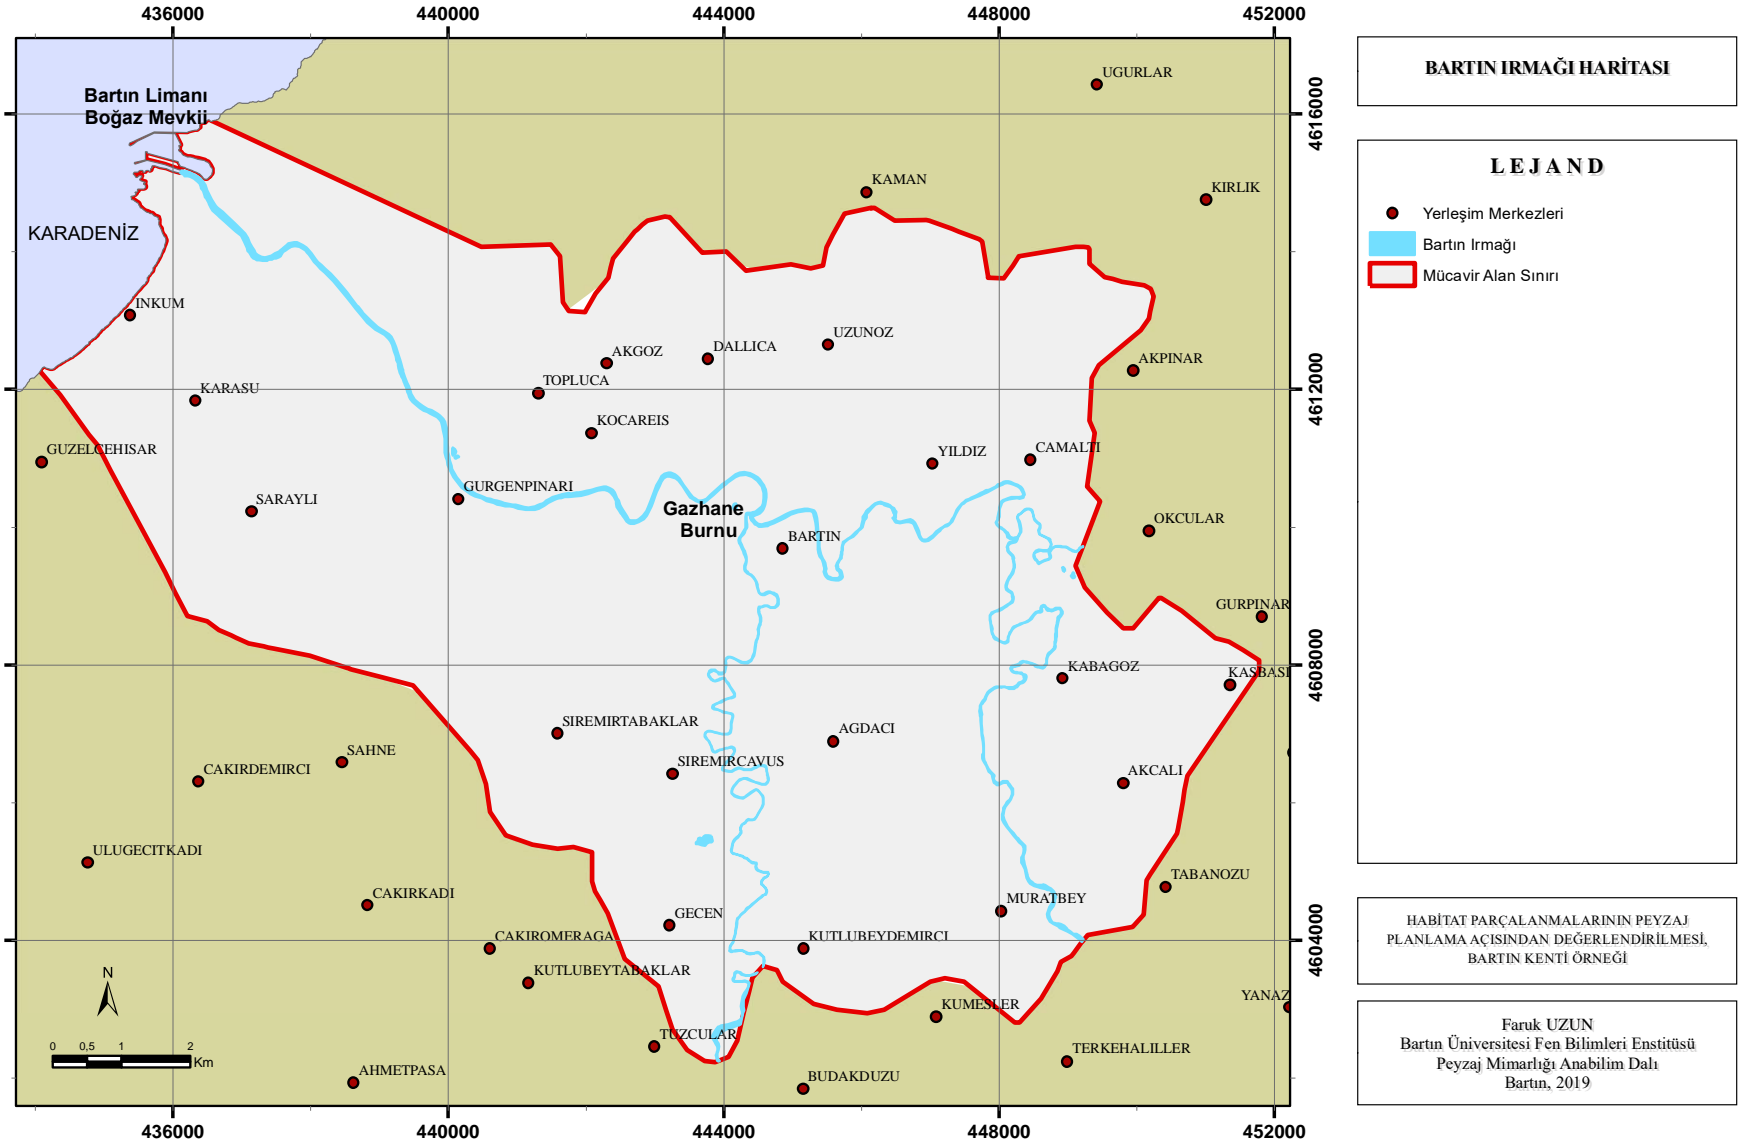 436000
440000
444000
448000
452000
BARTIN IRMAĞI HARİTASI
UGURLAR
Bartın Limanı
Boğaz Mevkii
4616000
LEJAND
KAMAN
KIRLIK
Yerleşim Merkezleri
KARADENİZ
Bartın Irmağı
Mücavir Alan Sınırı
INKUM
UZUNOZ
AKGOZ
DALLICA
AKPINAR
TOPLUCA
KARASU
4612000
KOCAREIS
GUZELCEHISAR
YILDIZ
CAMALTI
GURGENPINARI
SARAYLI
Gazhane
Burnu
OKCULAR
BARTIN
GURPINAR
4608000
KABAGOZ
KASBASI
SIREMIRTABAKLAR
AGDACI
SAHNE
CAKIRDEMIRCI
SIREMIRCAVUS
AKCALI
ULUGECITKADI
TABANOZU
CAKIRKADI
MURATBEY
GECEN
CAKIROMERAGA
KUTLUBEYDEMIRCI
4604000
HABİTAT PARÇALANMALARININ PEYZAJ
PLANLAMA AÇISINDAN DEĞERLENDİRİLMESİ,
BARTIN KENTİ ÖRNEĞİ
N
KUTLUBEYTABAKLAR
YANAZ
KUMESLER
TUZCULAR
TERKEHALILLER
Faruk UZUN
Bartın Üniversitesi Fen Bilimleri Enstitüsü
Peyzaj Mimarlığı Anabilim Dalı
Bartın, 2019
0 0,5 1 2
Km
AHMETPASA
BUDAKDUZU
436000
440000
444000
448000
452000